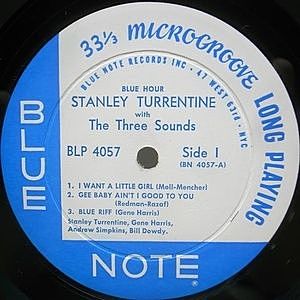 33⅓ MICROGROOVE LONG PLAYING
BLUE NOTE RECORDS INC · 47 WEST 63rd · NYC
BLUE NOTE
BLUE HOUR
STANLEY TURRENTINE
with
The Three Sounds
BLP 4057 Side 1
(BN 4057-A)
1. I WANT A LITTLE GIRL (Moll-Mencher)
2. GEE BABY AIN'T I GOOD TO YOU
(Redman-Razaf)
3. BLUE RIFF (Gene Harris)
Stanley Turrentine, Gene Harris,
Andrew Simpkins, Bill Dowdy.